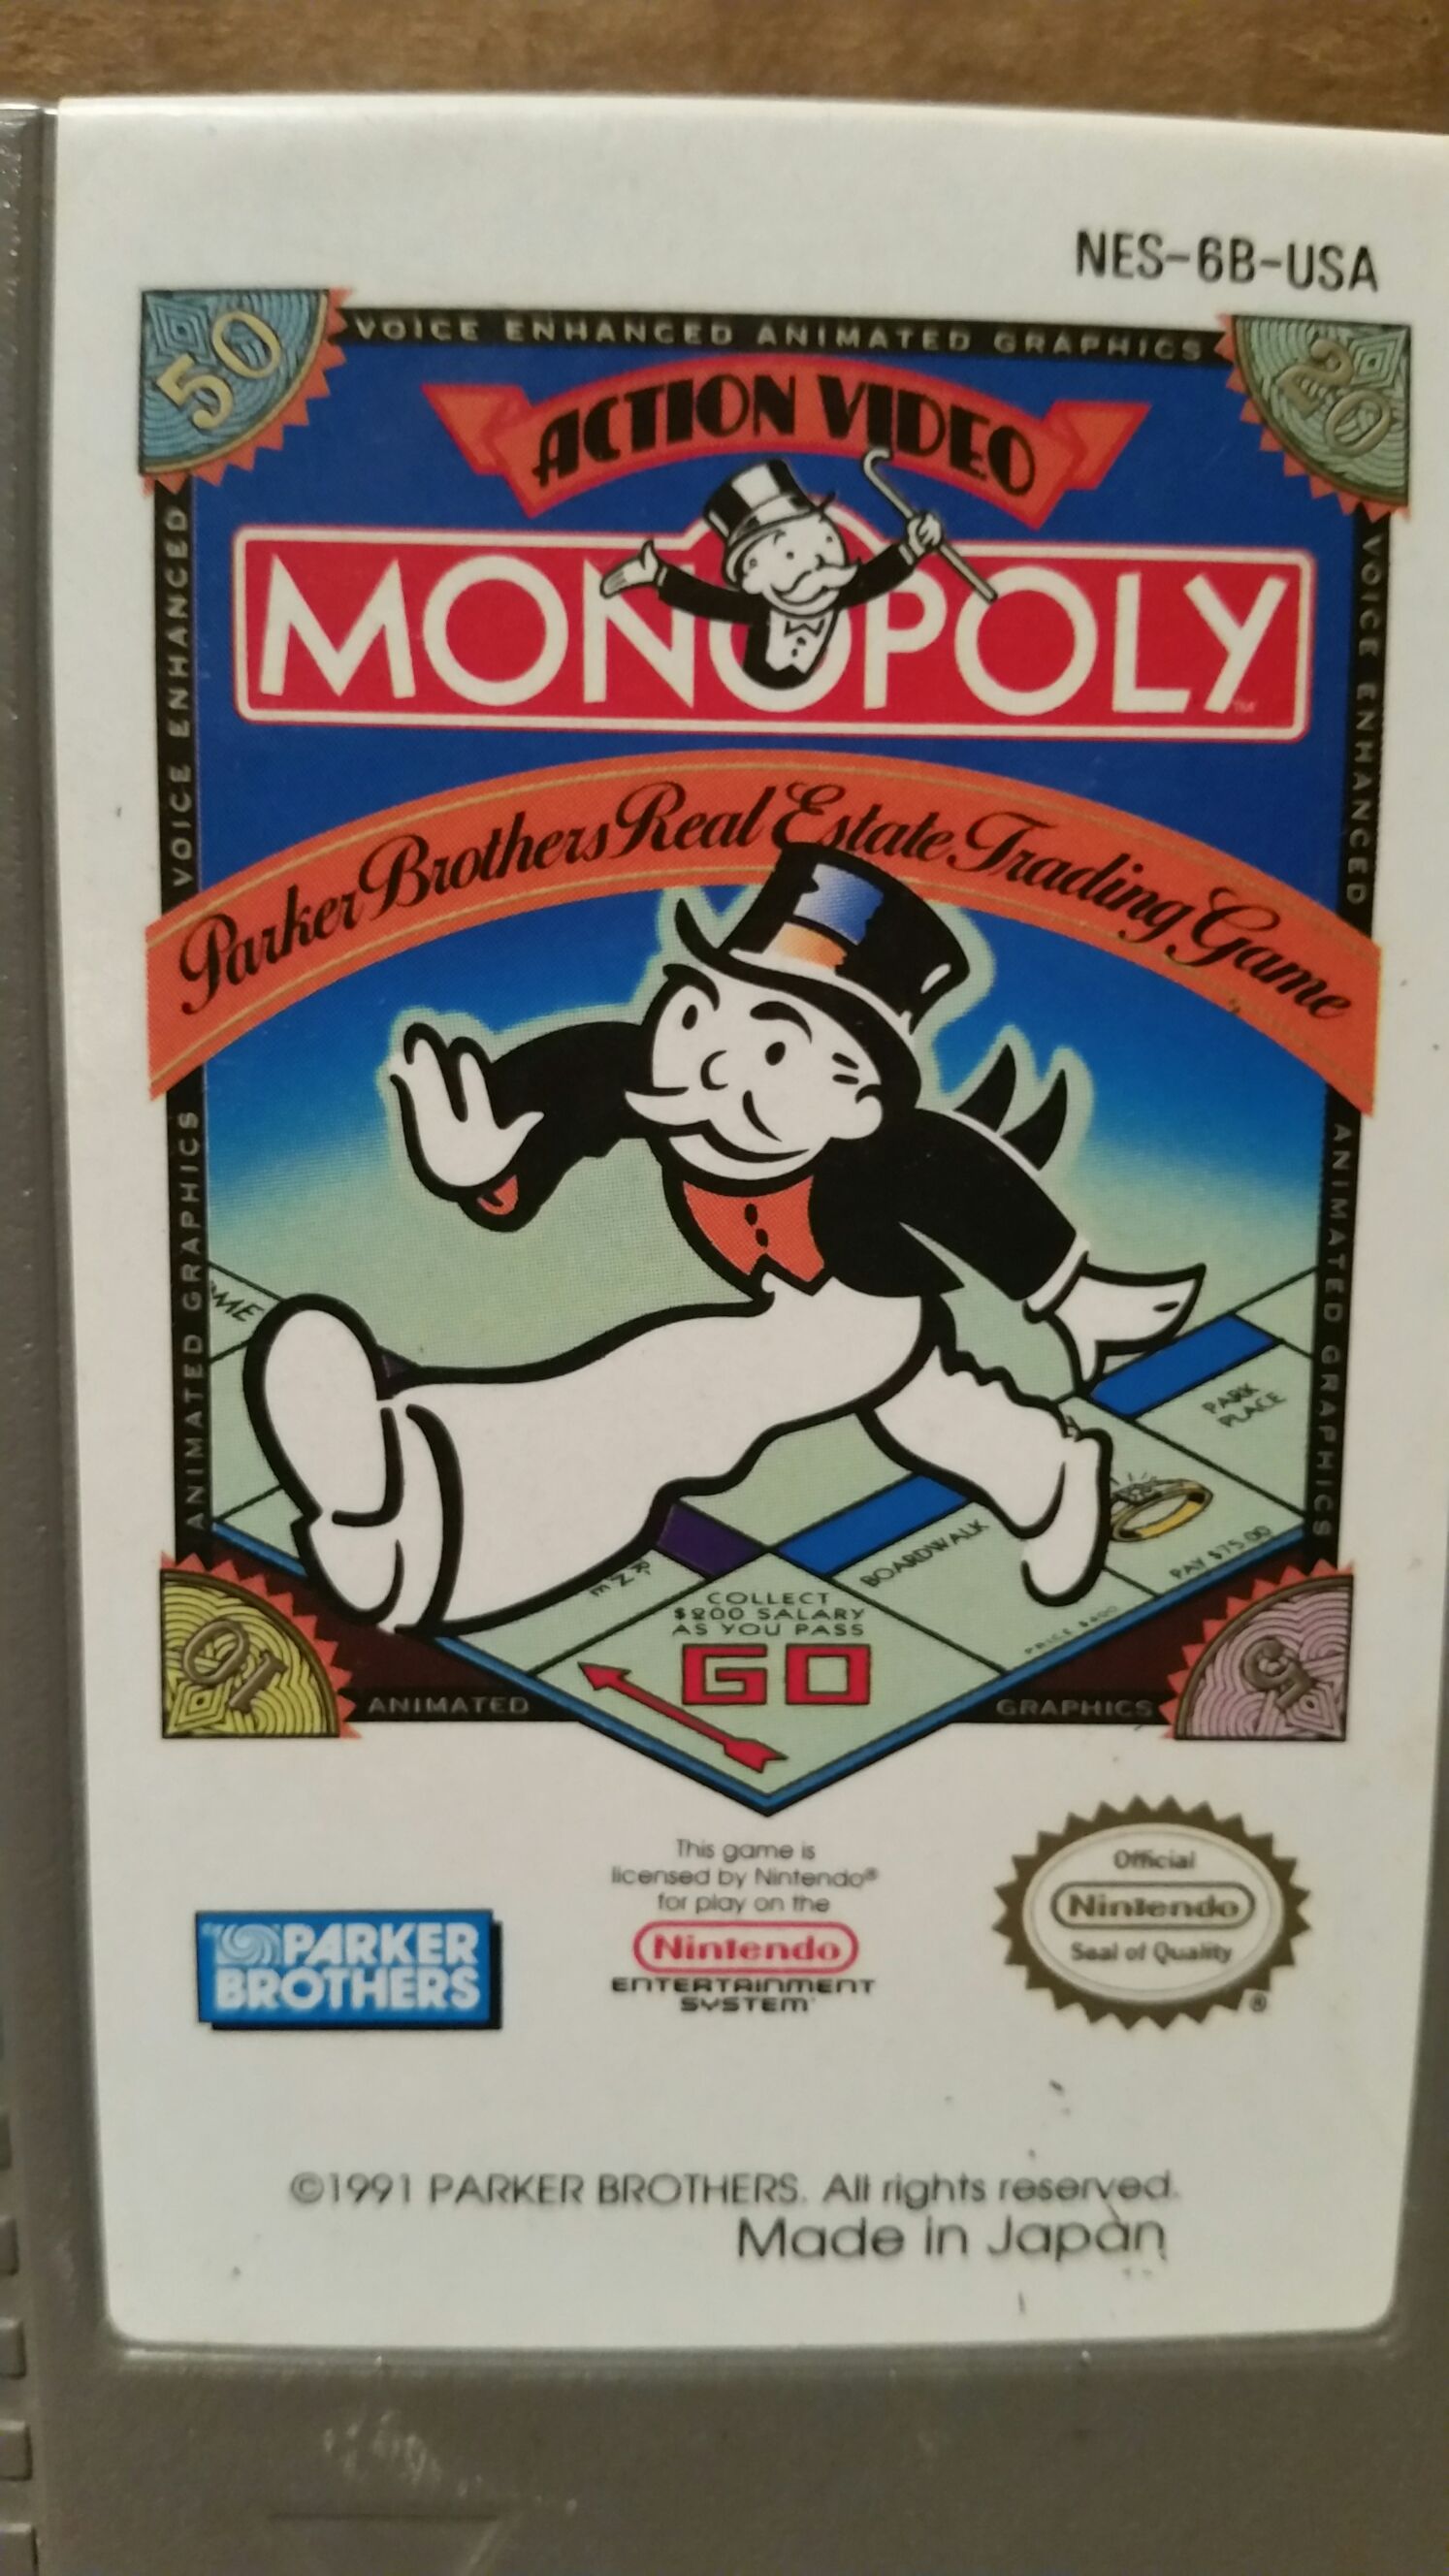 NES-6B-USA
50
20
VOICE ENHANCED ANIMATED GRAPHICS
ACTION VIDEO
MONOPOLY™
Parker Brothers Real Estate Trading Game
VOICE ENHANCED
ANIMATED GRAPHICS
VOICE ENHANCED
ANIMATED GRAPHICS
PARK
PLACE
BOARDWALK
PAY $75.00
PRICE $400
COLLECT
$200 SALARY
AS YOU PASS
GO
10
5
ANIMATED
GRAPHICS
This game is
licensed by Nintendo®
for play on the
Nintendo
ENTERTAINMENT
SYSTEM
PARKER
BROTHERS
Official
Nintendo
Seal of Quality
®
©1991 PARKER BROTHERS. All rights reserved.
Made in Japan